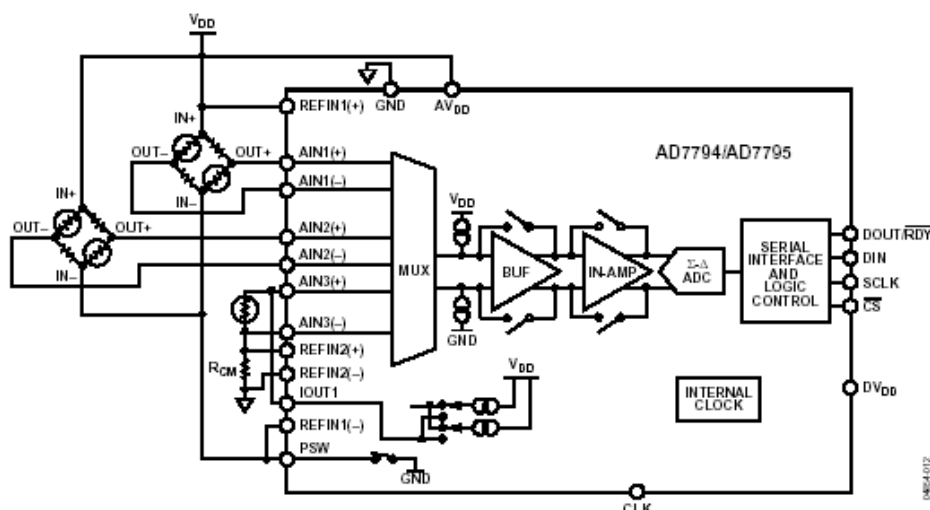 VDD
IN+
OUT–
OUT+
IN–
IN+
OUT–
OUT+
IN–
GND
AVDD
REFIN1(+)
AIN1(+)
AIN1(–)
AIN2(+)
AIN2(–)
AIN3(+)
AIN3(–)
REFIN2(+)
RCM
REFIN2(–)
IOUT1
REFIN1(–)
PSW
GND
MUX
VDD
GND
BUF
IN-AMP
Σ-Δ
ADC
AD7794/AD7795
SERIAL
INTERFACE
AND
LOGIC
CONTROL
DOUT/RDY
DIN
SCLK
CS
VDD
INTERNAL
CLOCK
DVDD
CLK
04854-012